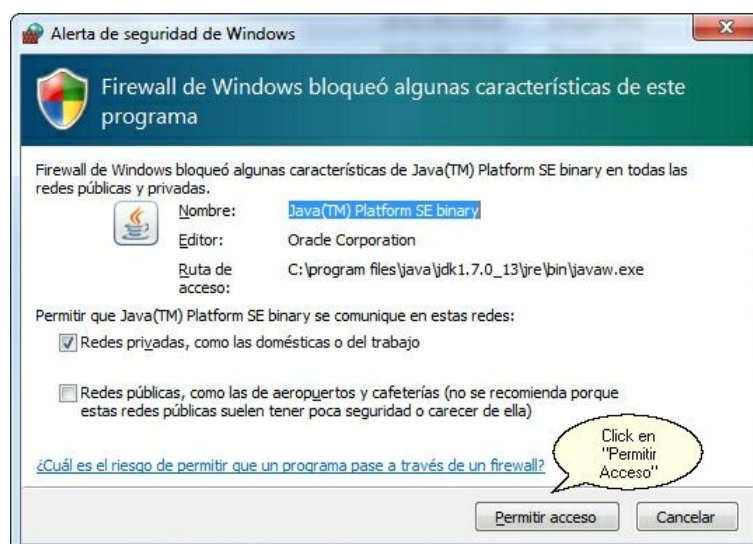 Alerta de seguridad de Windows
Firewall de Windows bloqueó algunas características de este
programa
Firewall de Windows bloqueó algunas características de Java(TM) Platform SE binary en todas las
redes públicas y privadas.
Nombre: Java(TM) Platform SE binary
Editor: Oracle Corporation
Ruta de acceso: C:\program files\java\jdk1.7.0_13\jre\bin\javaw.exe
Permitir que Java(TM) Platform SE binary se comunique en estas redes:
Redes privadas, como las domésticas o del trabajo
Redes públicas, como las de aeropuertos y cafeterías (no se recomienda porque
estas redes públicas suelen tener poca seguridad o carecer de ella)
Click en
"Permitir
Acceso"
¿Cuál es el riesgo de permitir que un programa pase a través de un firewall?
Permitir acceso
Cancelar